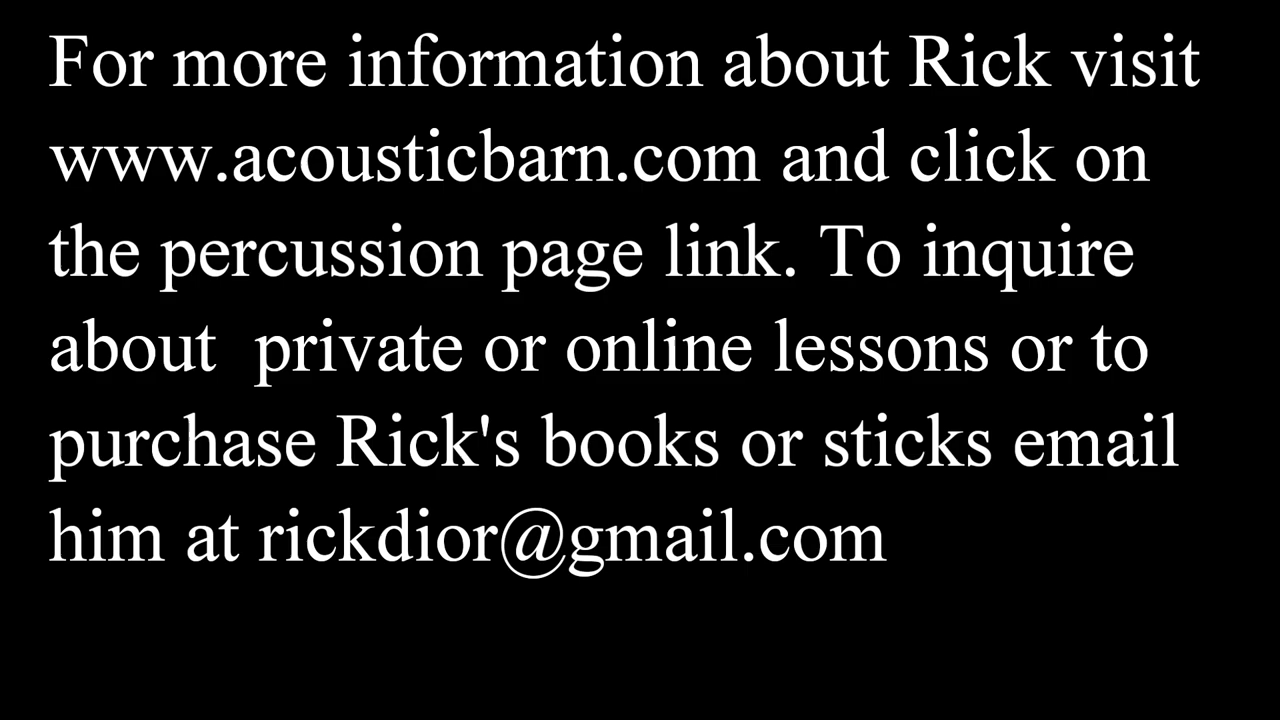 For more information about Rick visit
www.acousticbarn.com and click on
the percussion page link. To inquire
about  private or online lessons or to
purchase Rick's books or sticks email
him at rickdior@gmail.com